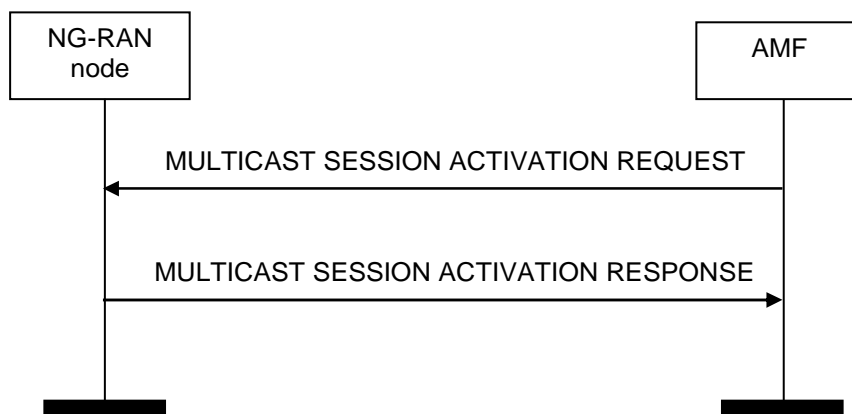 NG-RAN
node
AMF
MULTICAST SESSION ACTIVATION REQUEST
MULTICAST SESSION ACTIVATION RESPONSE